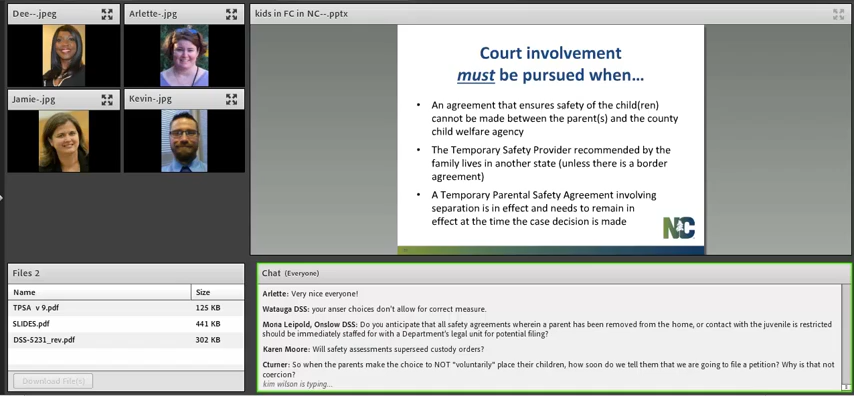 Dee--.jpeg
Arlette-.jpg
kids in FC in NC--.pptx
Jamie-.jpg
Kevin-.jpg
Court involvement
must be pursued when...
• An agreement that ensures safety of the child(ren)
cannot be made between the parent(s) and the county
child welfare agency
• The Temporary Safety Provider recommended by the
family lives in another state (unless there is a border
agreement)
• A Temporary Parental Safety Agreement involving
separation is in effect and needs to remain in
effect at the time the case decision is made
NC
Files 2
Name Size
TPSA v 9.pdf 125 KB
SLIDES.pdf 441 KB
DSS-5231_rev.pdf 302 KB
Download File(s)
Chat (Everyone)
Arlette: Very nice everyone!
Watauga DSS: your anser choices don't allow for correct measure.
Mona Leipold, Onslow DSS: Do you anticipate that all safety agreements wherein a parent has been removed from the home, or contact with the juvenile is restricted
should be immediately staffed for with a Department's legal unit for potential filing?
Karen Moore: Will safety assessments superseed custody orders?
Cturner: So when the parents make the choice to NOT "voluntarily" place their children, how soon do we tell them that we are going to file a petition? Why is that not
coercion?
kim wilson is typing...